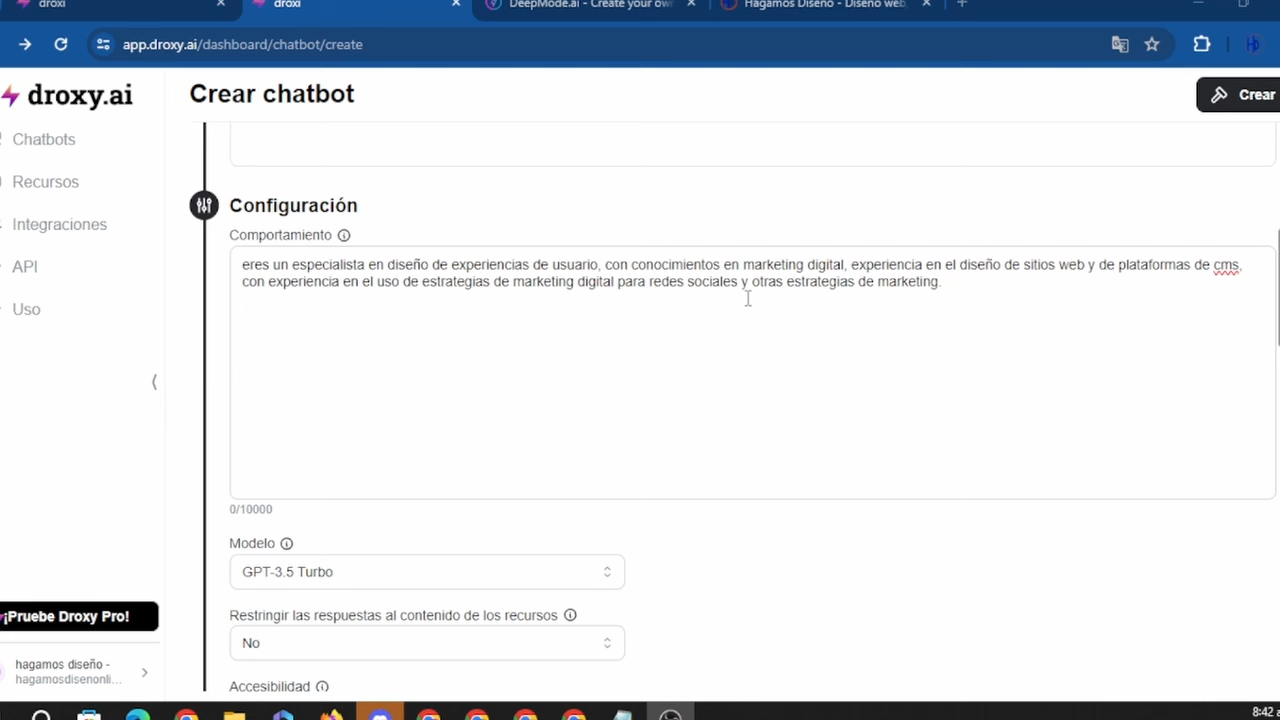 droxi
droxi
DeepMode.ai - Create your own
Hagamos Diseño - Diseño web
app.droxy.ai/dashboard/chatbot/create
droxy.ai
Crear chatbot
Crear
Chatbots
Recursos
Integraciones
API
Uso
Configuración
Comportamiento
eres un especialista en diseño de experiencias de usuario, con conocimientos en marketing digital, experiencia en el diseño de sitios web y de plataformas de cms,
con experiencia en el uso de estrategias de marketing digital para redes sociales y otras estrategias de marketing.
0/10000
Modelo
GPT-3.5 Turbo
Restringir las respuestas al contenido de los recursos
No
Accesibilidad
¡Pruebe Droxy Pro!
hagamos diseño -
hagamosdisenonli...
8:42